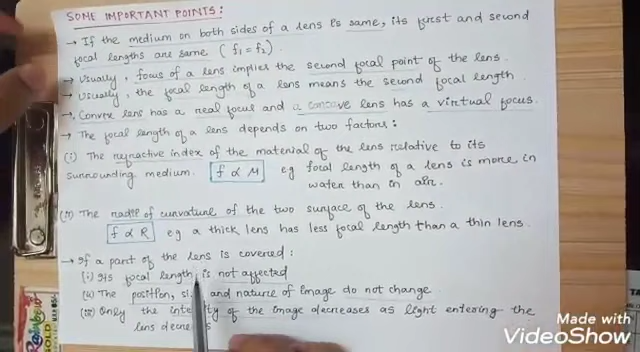 SOME IMPORTANT POINTS:
→ If the medium on both sides of a lens is same, its first and second
focal lengths are same (f₁ = f₂).
→ Usually, focus of a lens implies the second focal point of the lens.
→ Usually, the focal length of a lens means the second focal length.
→ Convex lens has a real focus and a concave lens has a virtual focus.
→ The focal length of a lens depends on two factors:
(i) The refractive index of the material of the lens relative to its
surrounding medium. f ∝ μ eg focal length of a lens is more in
water than in air.
(ii) The radii of curvature of the two surface of the lens.
f ∝ R eg a thick lens has less focal length than a thin lens.
→ If a part of the lens is covered:
(i) Its focal length is not affected
(ii) The position, and nature of image do not change.
(iii) Only the of the image decreases as light entering the
lens
Made With
VideoShow